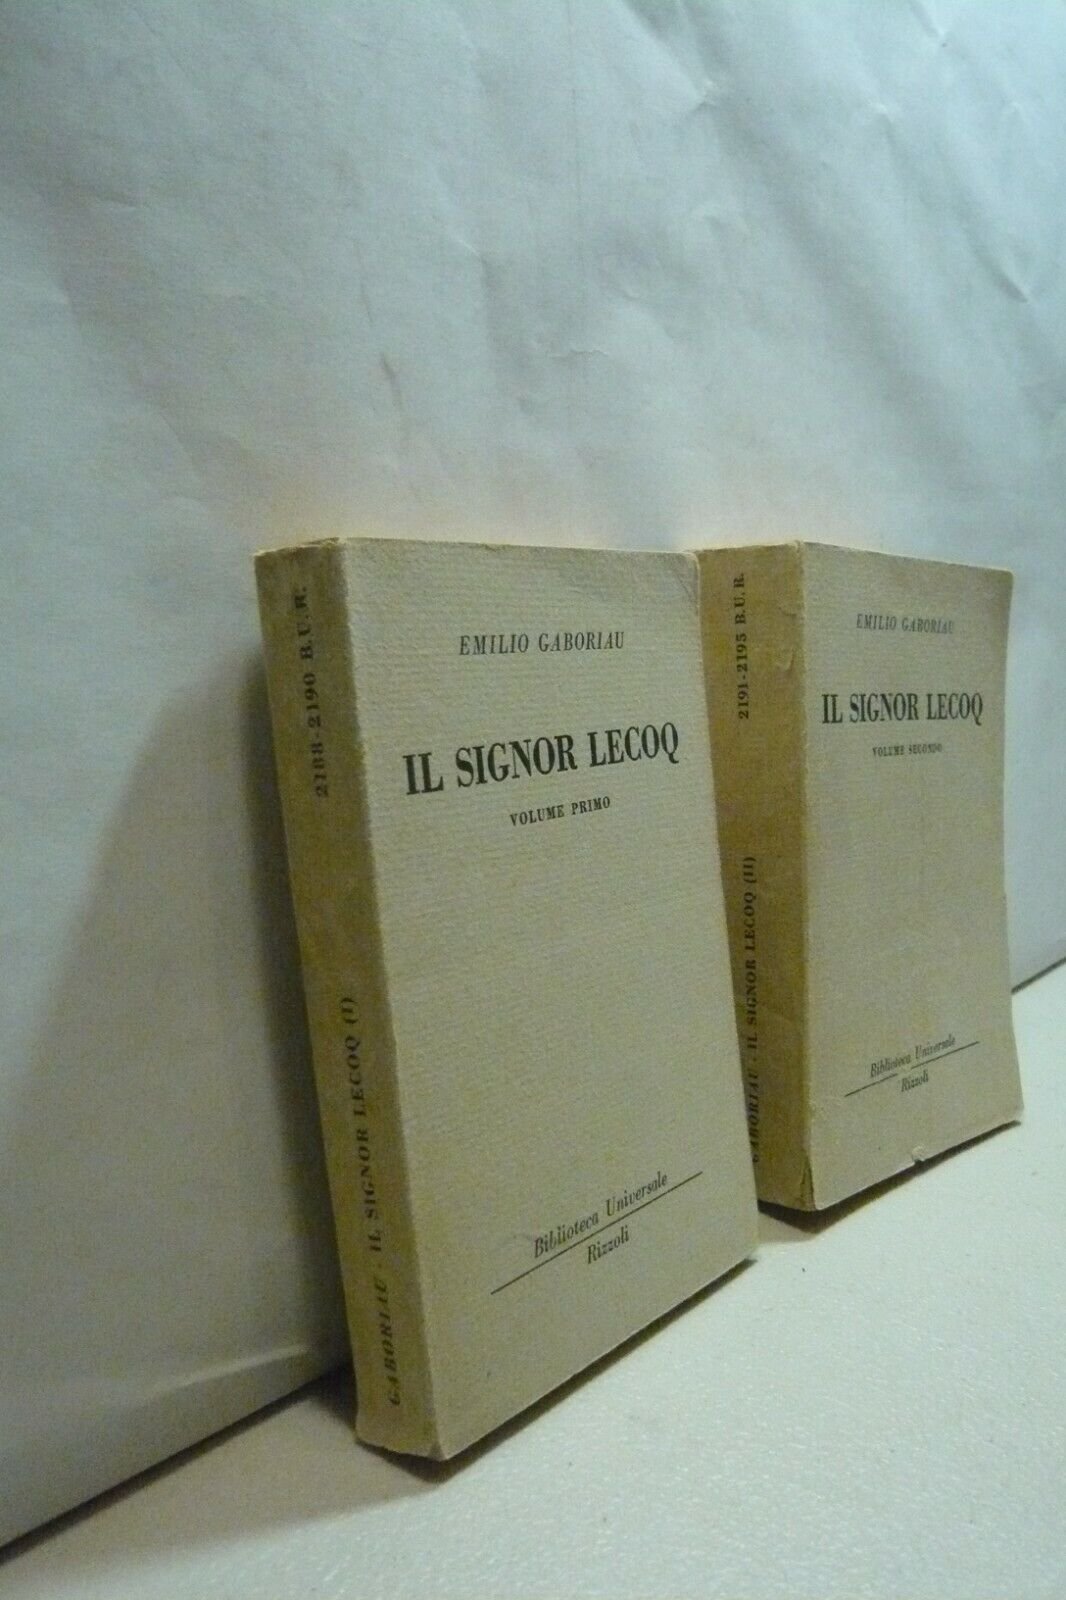 2188-2190 B.U.R.
GABORIAU - IL SIGNOR LECOQ (I)
EMILIO GABORIAU
IL SIGNOR LECOQ
VOLUME PRIMO
Biblioteca Universale
Rizzoli
2191-2195 B.U.R.
GABORIAU - IL SIGNOR LECOQ (II)
EMILIO GABORIAU
IL SIGNOR LECOQ
VOLUME SECONDO
Biblioteca Universale
Rizzoli